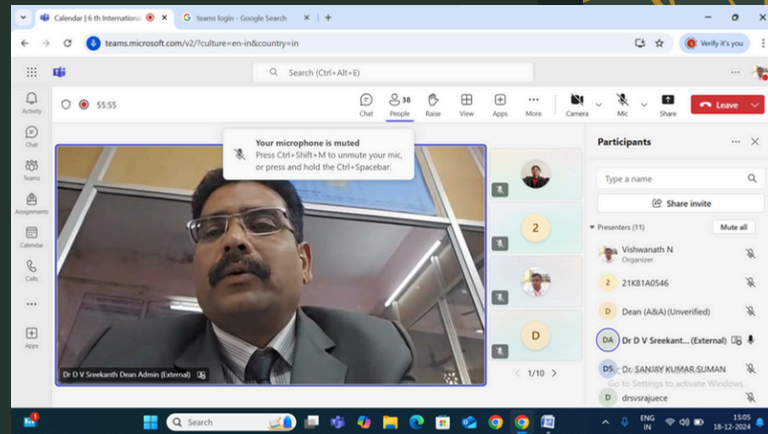 Calendar | 6 th Internationa
teams login - Google Search
teams.microsoft.com/v2/?culture=en-in&country=in
Verify it's you
Search (Ctrl+Alt+E)
55:55
38
Chat
People
Raise
View
Apps
More
Camera
Mic
Share
Leave
Activity
Chat
Teams
Assignments
Calendar
Calls
Apps
Your microphone is muted
Press Ctrl+Shift+M to unmute your mic,
or press and hold the Ctrl+Spacebar.
Dr D V Sreekanth Dean Admin (External)
2
D
1/10
Participants
Type a name
Share invite
Presenters (11)
Mute all
Vishwanath N
Organizer
2
21K81A0546
D
Dean (A&A) (Unverified)
DA
Dr D V Sreekant... (External)
DS
Dr. SANJAY KUMAR SUMAN
Go to Settings to activate Windows.
D
drsvsrajuece
Search
ENG
IN
15:05
18-12-2024